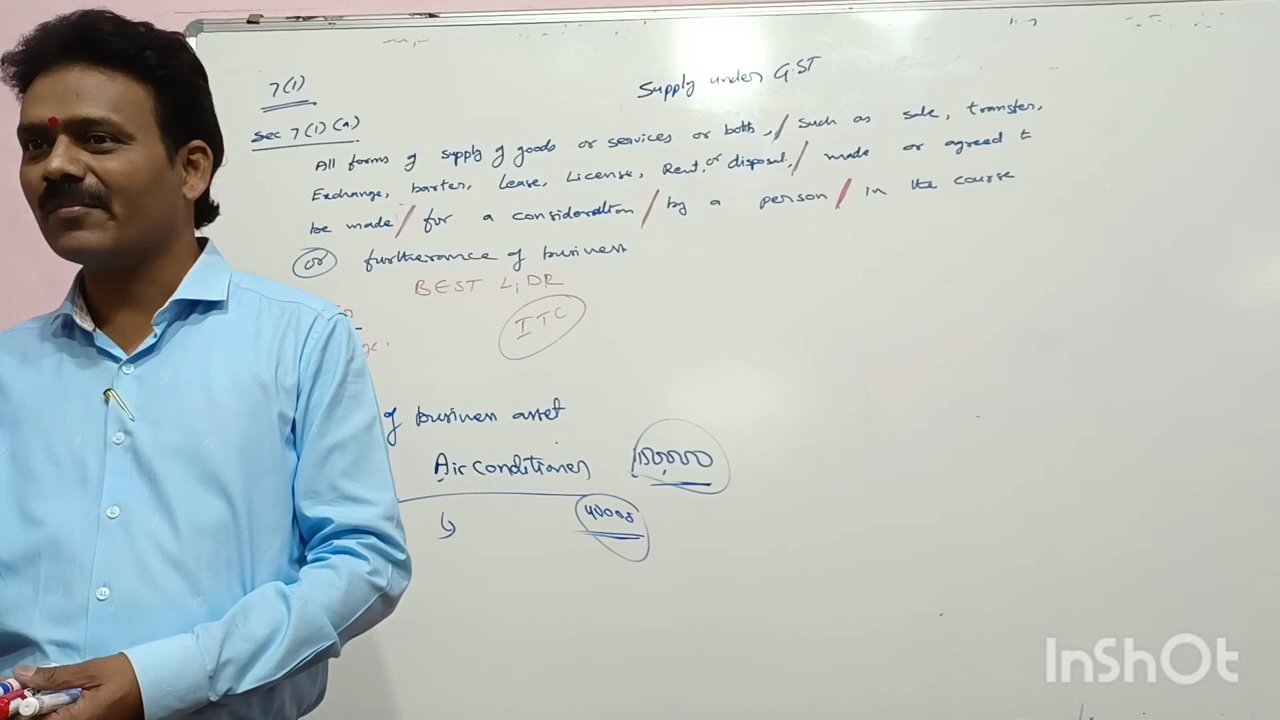 7(1)
Supply under GST
Sec 7(1)(a)
All forms of supply of goods or services or both, / such as sale, transfer,
Exchange, barter, Lease, License, Rent, or disposal, / made or agreed to
be made / for a consideration / by a person / in the course
or furtherance of business
BEST LiDR
ITC
of business asset
Air conditioner
40000
InShOt